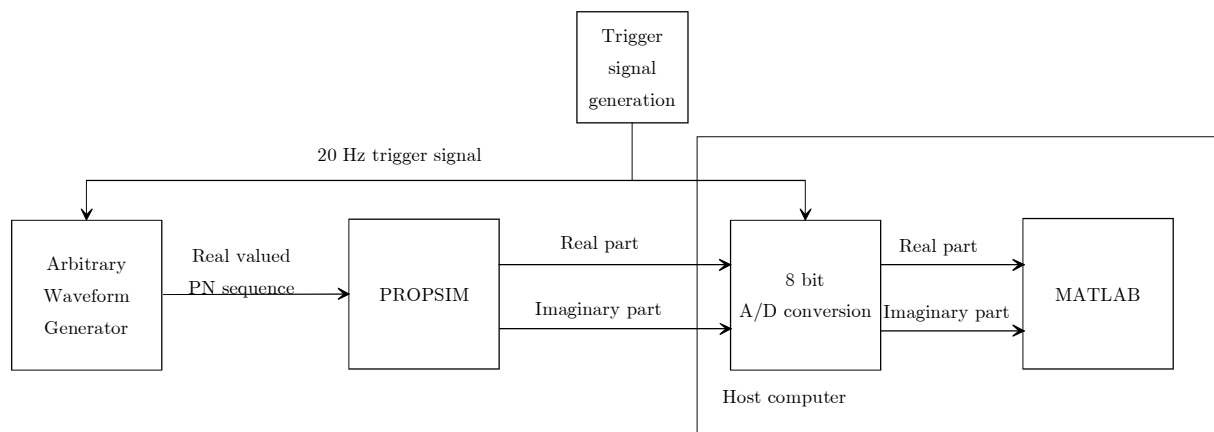 Trigger
signal
generation
20 Hz trigger signal
Arbitrary
Waveform
Generator
Real valued
PN sequence
PROPSIM
Real part
Imaginary part
8 bit
A/D conversion
Real part
Imaginary part
MATLAB
Host computer